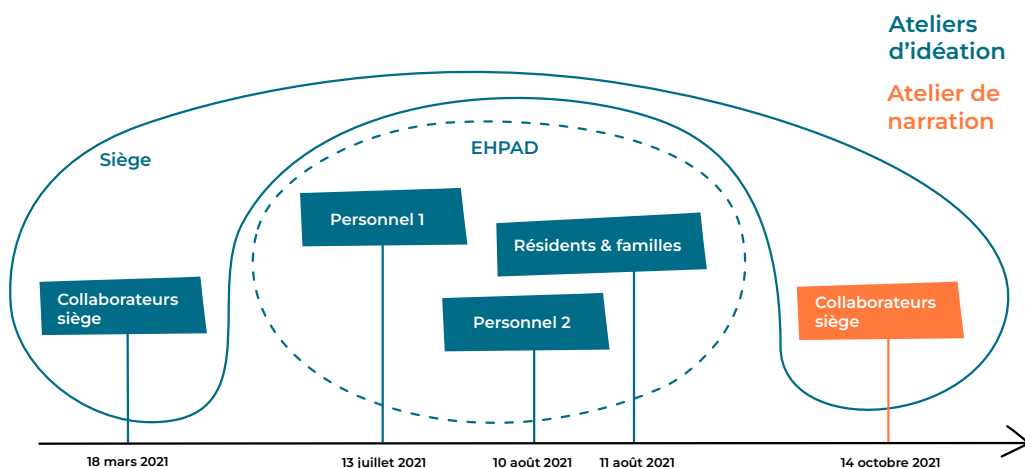 Ateliers
d’idéation
Atelier de
narration
Siège
EHPAD
Personnel 1
Résidents & familles
Collaborateurs
siège
Personnel 2
Collaborateurs
siège
18 mars 2021
13 juillet 2021
10 août 2021
11 août 2021
14 octobre 2021